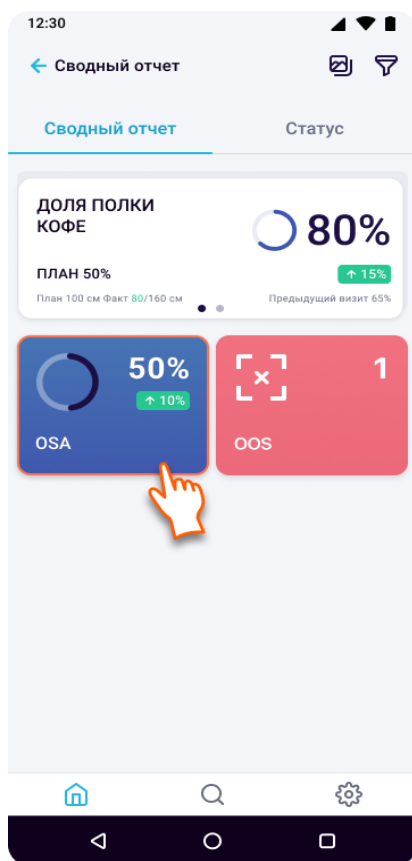 12:30
Сводный отчет
Сводный отчет
Статус
ДОЛЯ ПОЛКИ
КОФЕ
80%
ПЛАН 50%
↑ 15%
План 100 см Факт 80/160 см
Предыдущий визит 65%
50%
↑ 10%
OSA
1
OOS